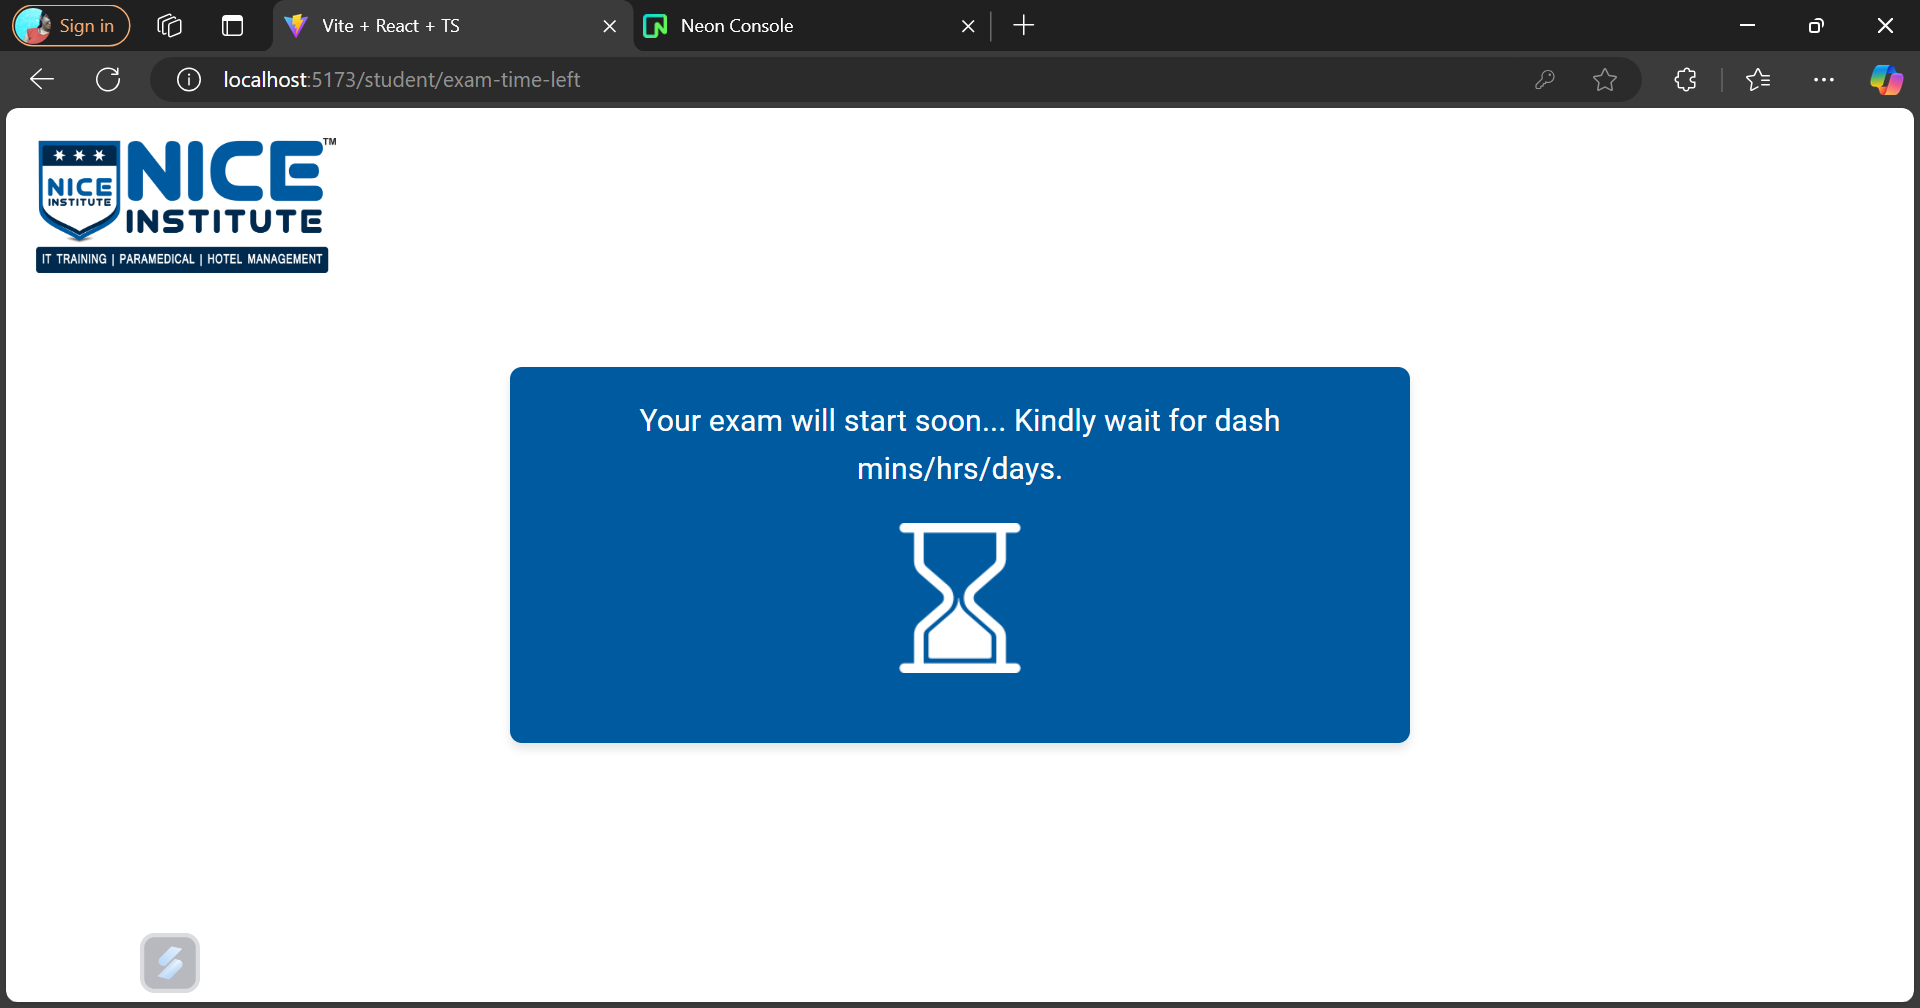 Sign in
Vite + React + TS
Neon Console
localhost:5173/student/exam-time-left
NICE
INSTITUTE
NICE™
INSTITUTE
IT TRAINING | PARAMEDICAL | HOTEL MANAGEMENT
Your exam will start soon... Kindly wait for dash
mins/hrs/days.